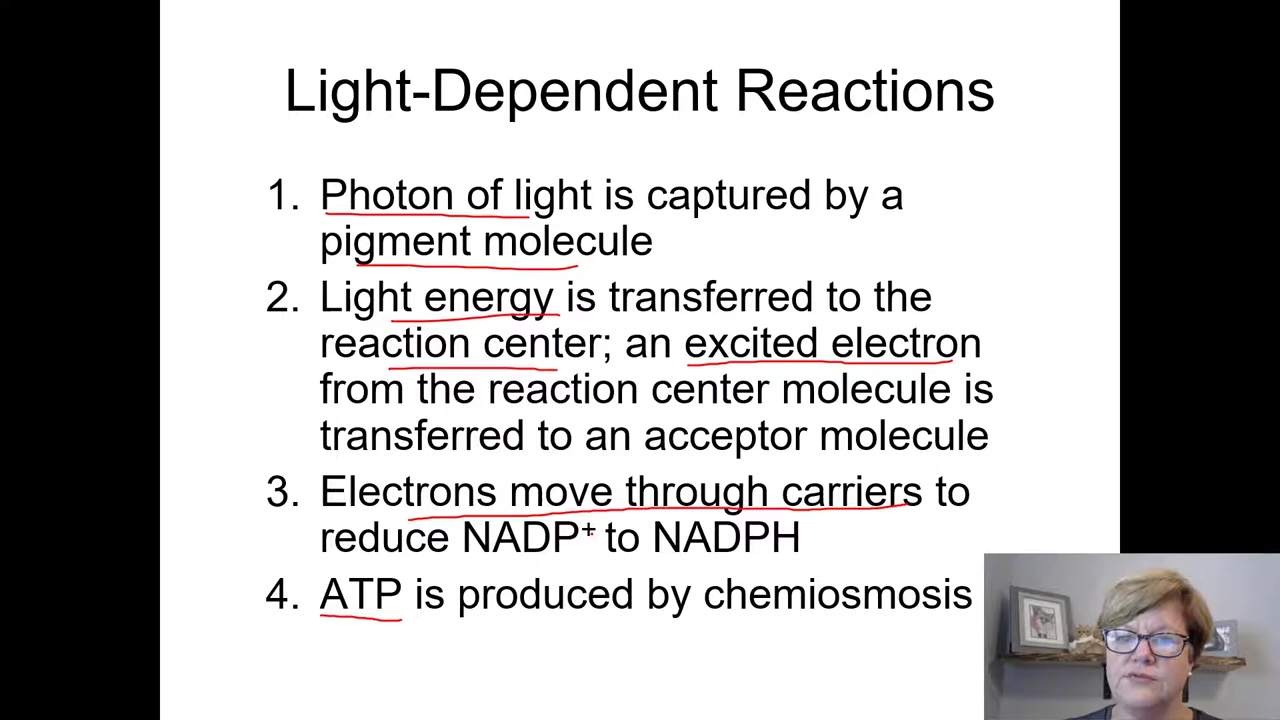 Light-Dependent Reactions
1. Photon of light is captured by a
pigment molecule
2. Light energy is transferred to the
reaction center; an excited electron
from the reaction center molecule is
transferred to an acceptor molecule
3. Electrons move through carriers to
reduce NADP⁺ to NADPH
4. ATP is produced by chemiosmosis